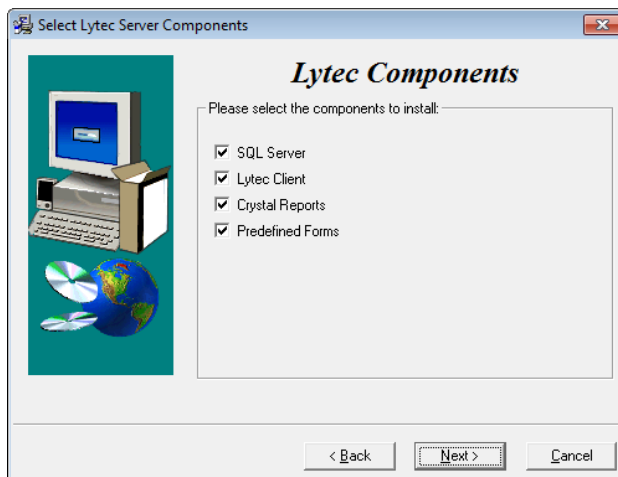 Select Lytec Server Components
Lytec Components
Please select the components to install:
SQL Server
Lytec Client
Crystal Reports
Predefined Forms
< Back
Next >
Cancel